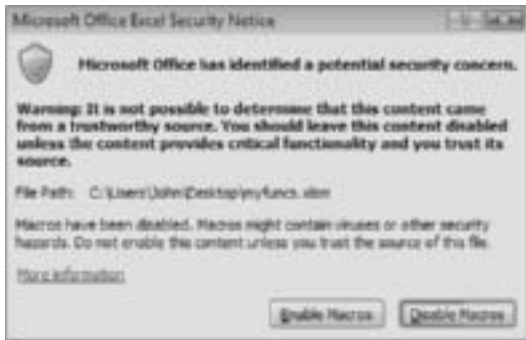 Microsoft Office Excel Security Notice
Microsoft Office has identified a potential security concern.
Warning: It is not possible to determine that this content came
from a trustworthy source. You should leave this content disabled
unless the content provides critical functionality and you trust its
source.
File Path: C:\Users\John\Desktop\myfuncs.xlsm
Macros have been disabled. Macros might contain viruses or other security
hazards. Do not enable this content unless you trust the source of this file.
More information
Enable Macros Disable Macros